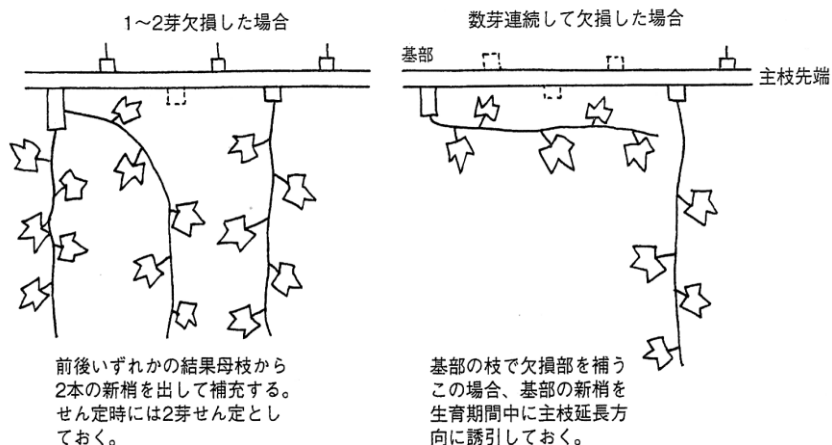 1〜2芽欠損した場合
数芽連続して欠損した場合
基部
主枝先端
前後いずれかの結果母枝から
2本の新梢を出して補充する。
せん定時には2芽せん定とし
ておく。
基部の枝で欠損部を補う
この場合、基部の新梢を
生育期間中に主枝延長方
向に誘引しておく。